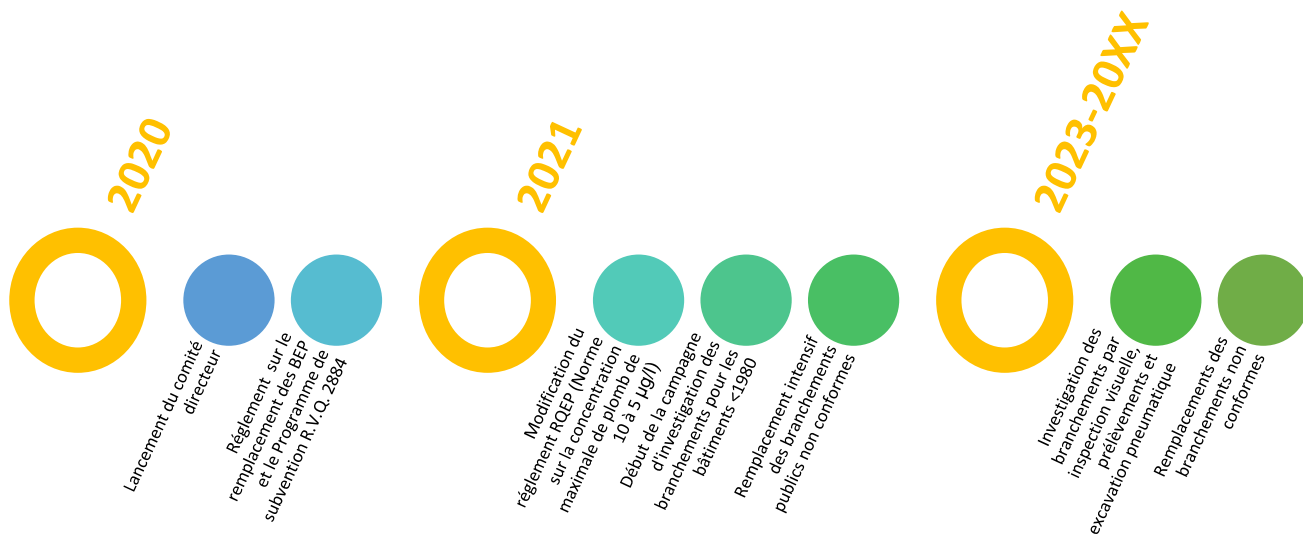 2020
Lancement du comité
directeur
Réglement sur le
remplacement des BEP
et le Programme de
subvention R.V.Q. 2884
2021
Modification du
réglement RQEP (Norme
sur la concentration
maximale de plomb de
10 à 5 µg/l)
Début de la campagne
d'investigation des
branchements pour les
bâtiments <1980
Remplacement intensif
des branchements
publics non conformes
2023-20XX
Investigation des
branchements par
inspection visuelle,
prélèvements et
excavation pneumatique
Remplacements des
branchements non
conformes